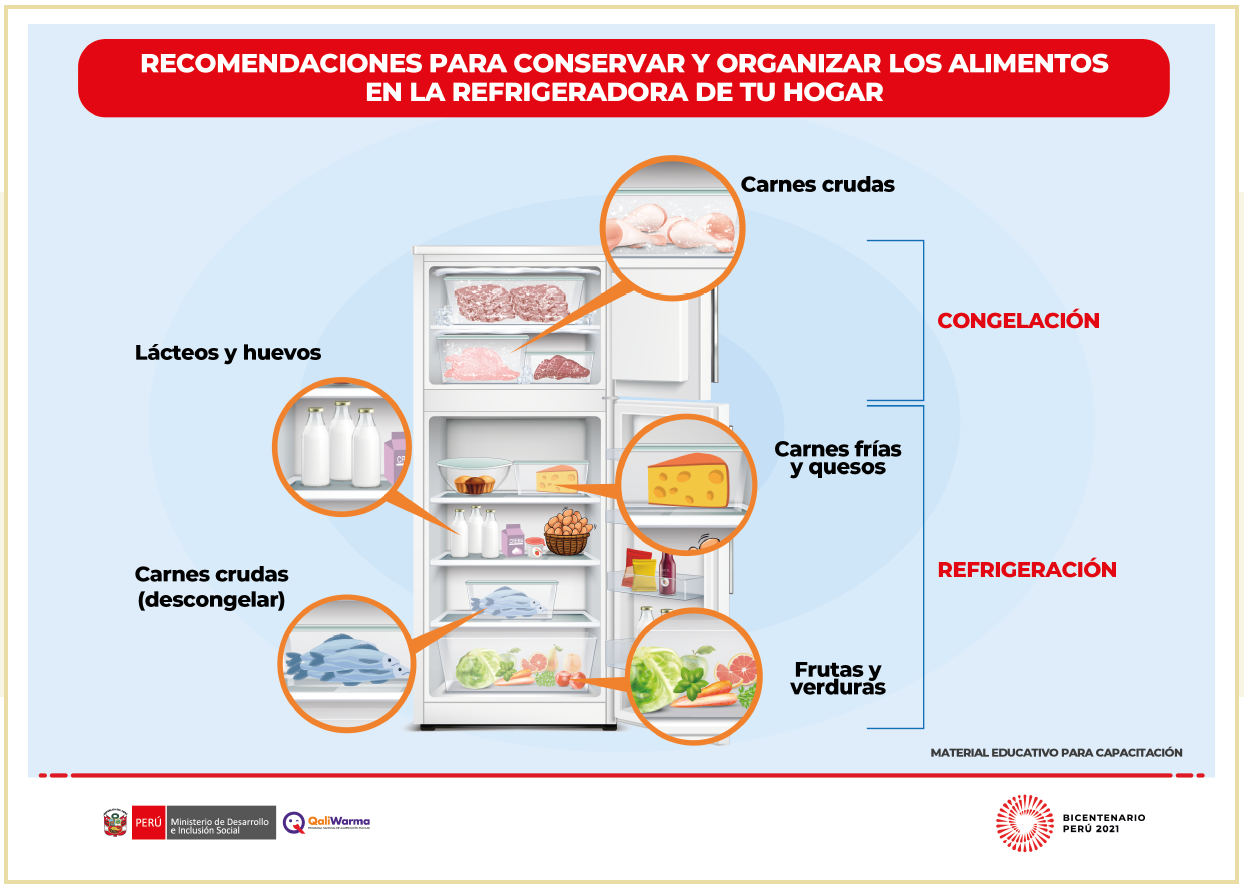 RECOMENDACIONES PARA CONSERVAR Y ORGANIZAR LOS ALIMENTOS
EN LA REFRIGERADORA DE TU HOGAR
Carnes crudas
CONGELACIÓN
Lácteos y huevos
Carnes frías
y quesos
Carnes crudas
(descongelar)
REFRIGERACIÓN
Frutas y
verduras
MATERIAL EDUCATIVO PARA CAPACITACIÓN
PERÚ
Ministerio de Desarrollo
e Inclusión Social
QaliWarma
BICENTENARIO
PERÚ 2021